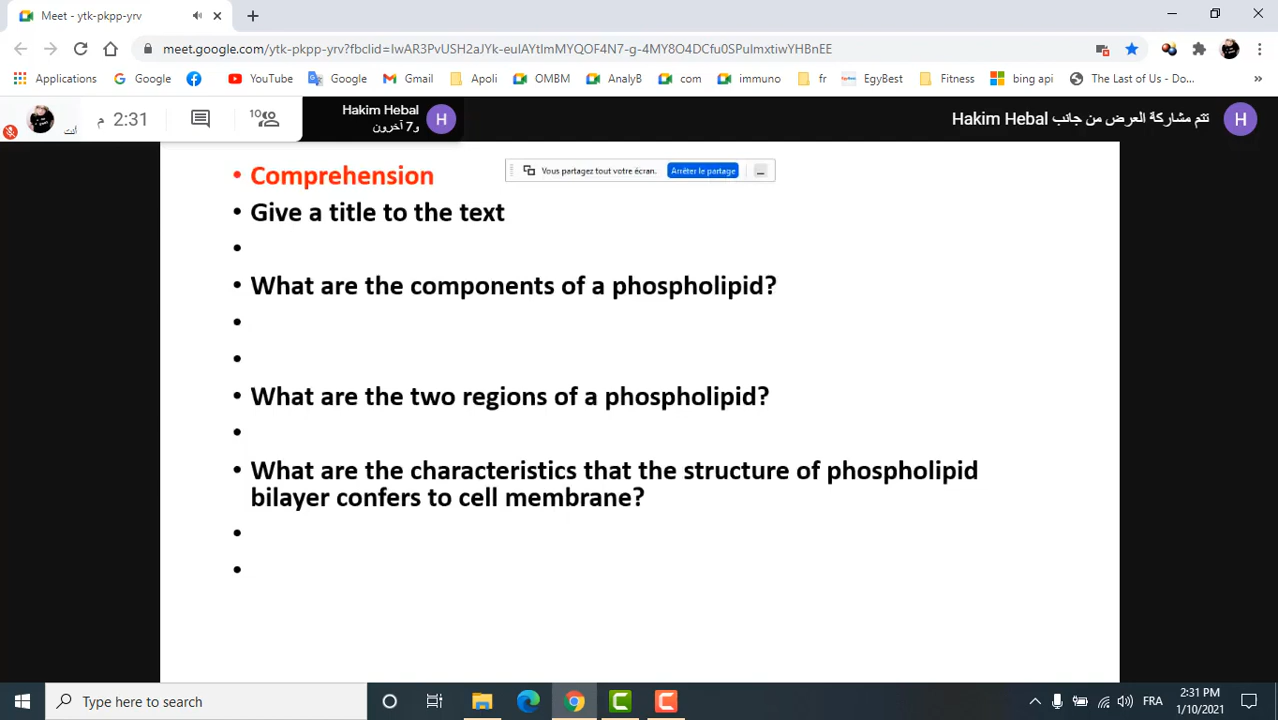 Meet - ytk-pkpp-yrv
meet.google.com/ytk-pkpp-yrv?fbclid=IwAR3PvUSH2aJYk-eulAYtlmMYQOF4N7-g-4MY8O4DCfu0SPulmxtiwYHBnEE
Applications Google YouTube Google Gmail Apoli OMBM AnalyB com immuno tr EgyBest Fitness bing api The Last of Us - Do... »
انت
2:31 م
10
Hakim Hebal
و7 آخرون
H
تتم مشاركة العرض من جانب Hakim Hebal
H
Vous partagez tout votre écran. Arrêter le partage
• Comprehension
• Give a title to the text
•
• What are the components of a phospholipid?
•
•
• What are the two regions of a phospholipid?
•
• What are the characteristics that the structure of phospholipid
bilayer confers to cell membrane?
•
•
Type here to search
FRA
2:31 PM
1/10/2021